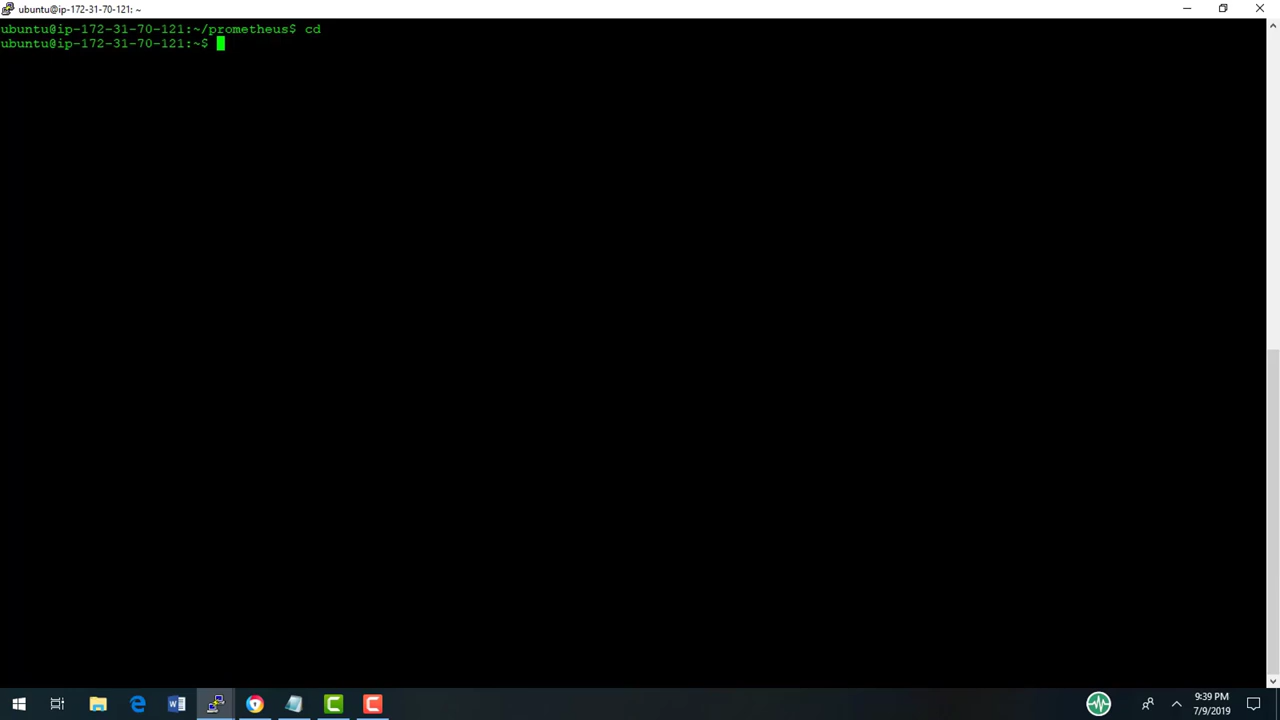 ubuntu@ip-172-31-70-121: ~
ubuntu@ip-172-31-70-121:~/prometheus$ cd
ubuntu@ip-172-31-70-121:~$
9:39 PM
7/9/2019